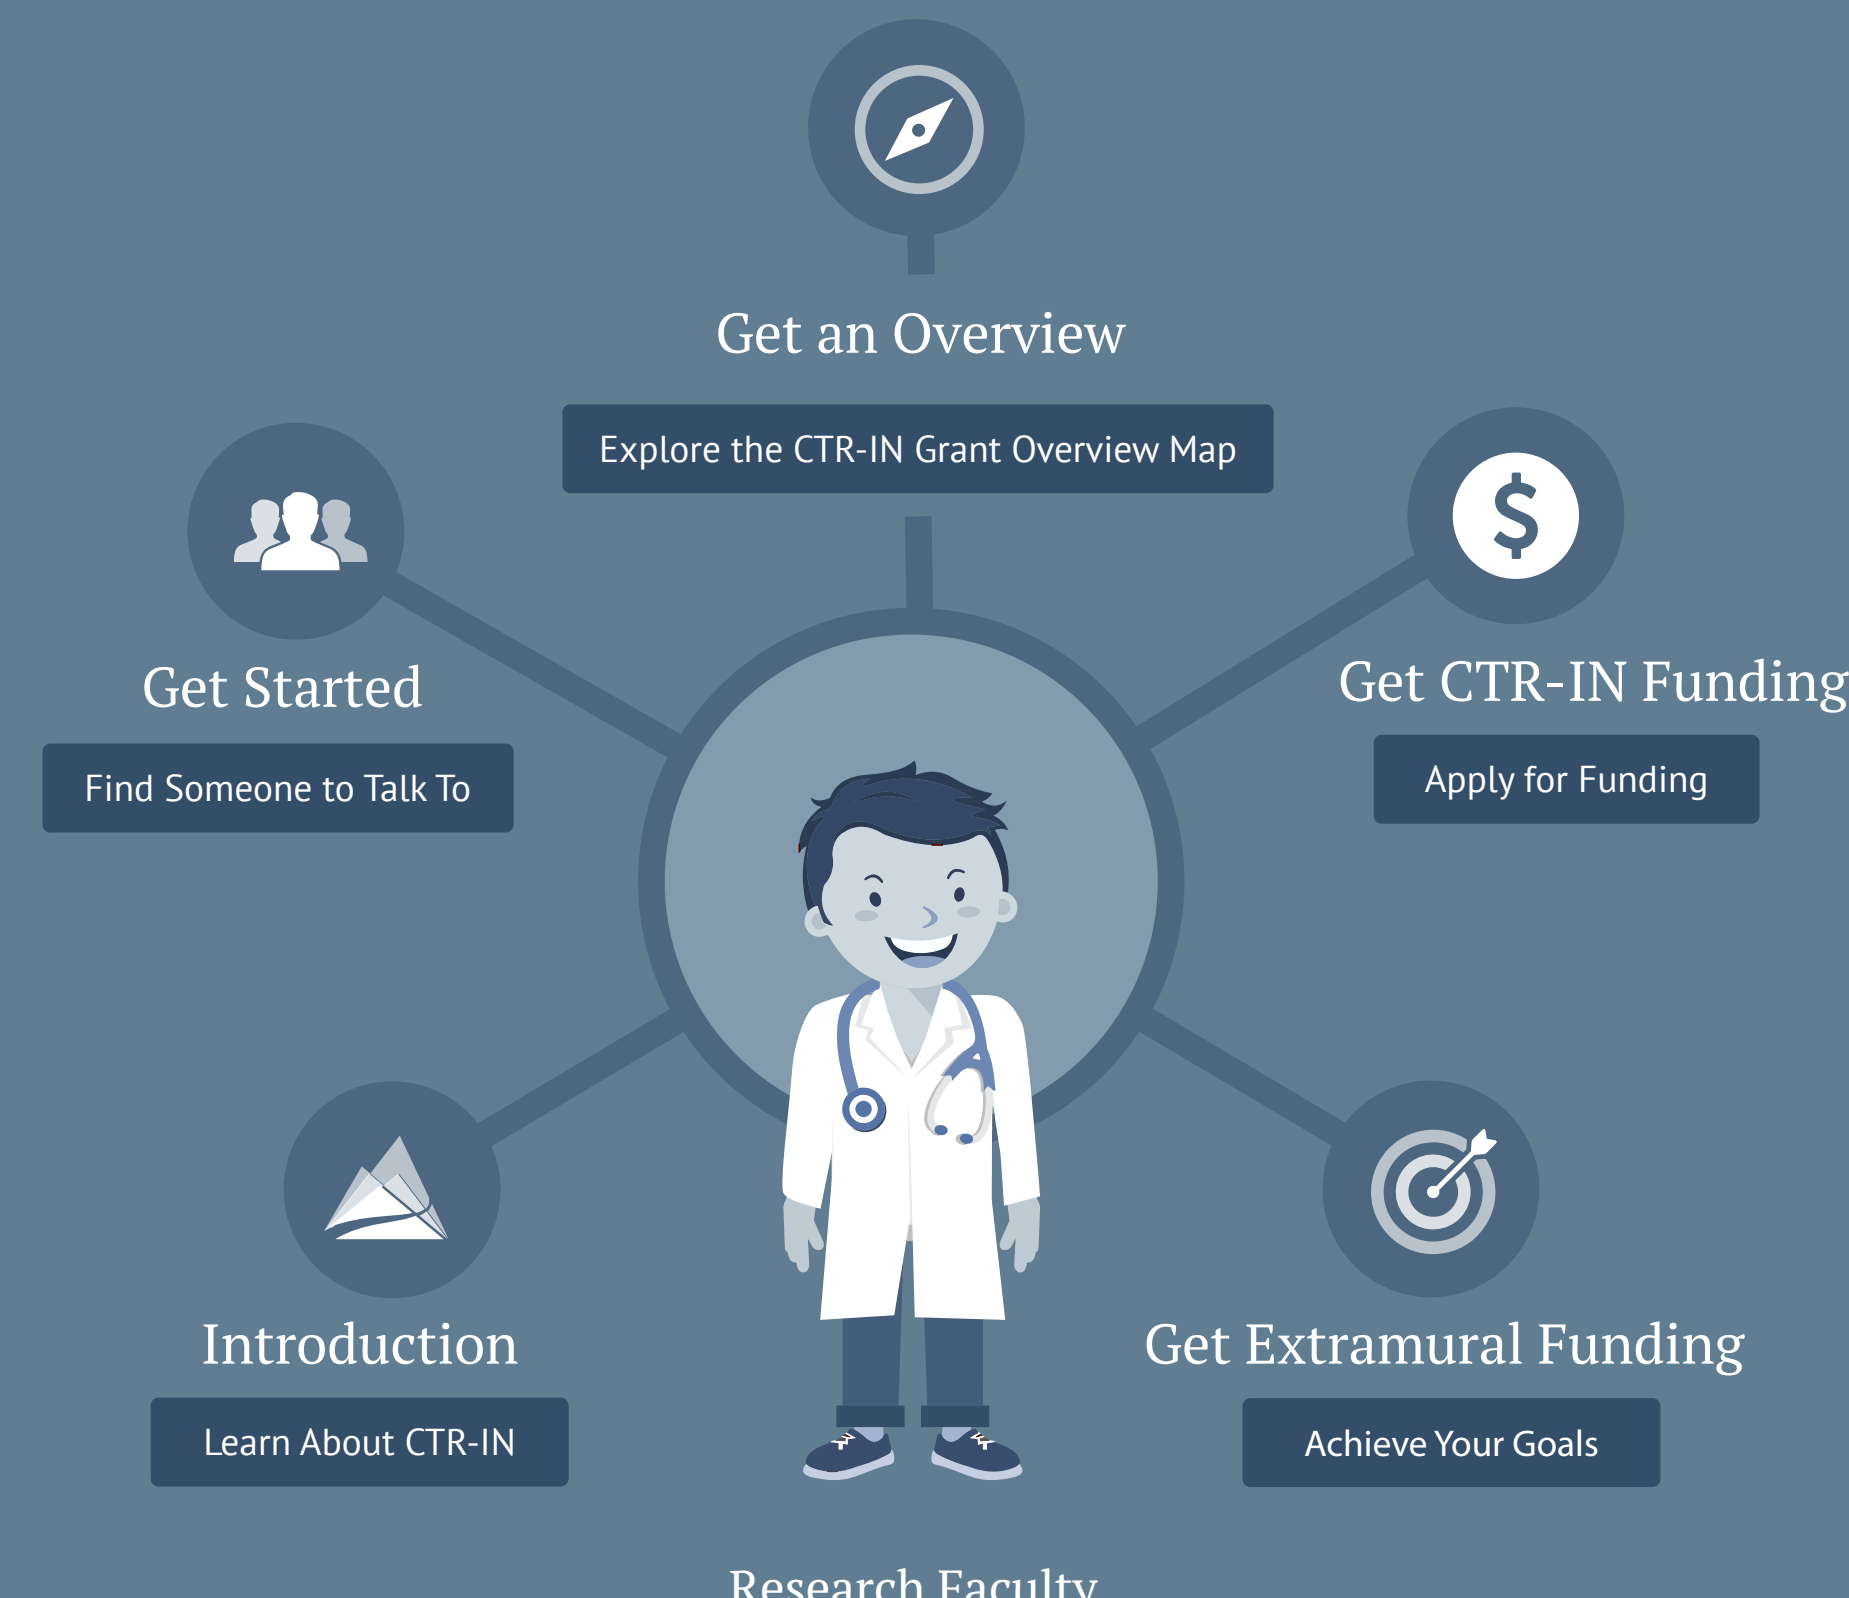 Get an Overview
Explore the CTR-IN Grant Overview Map
Get Started
Find Someone to Talk To
Get CTR-IN Funding
Apply for Funding
Introduction
Learn About CTR-IN
Get Extramural Funding
Achieve Your Goals
Research Faculty